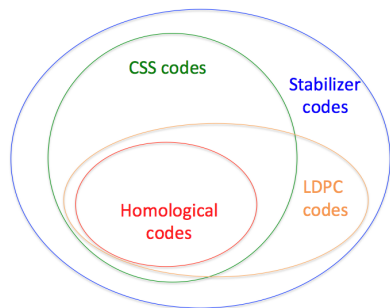 CSS codes
Stabilizer
codes
LDPC
codes
Homological
codes